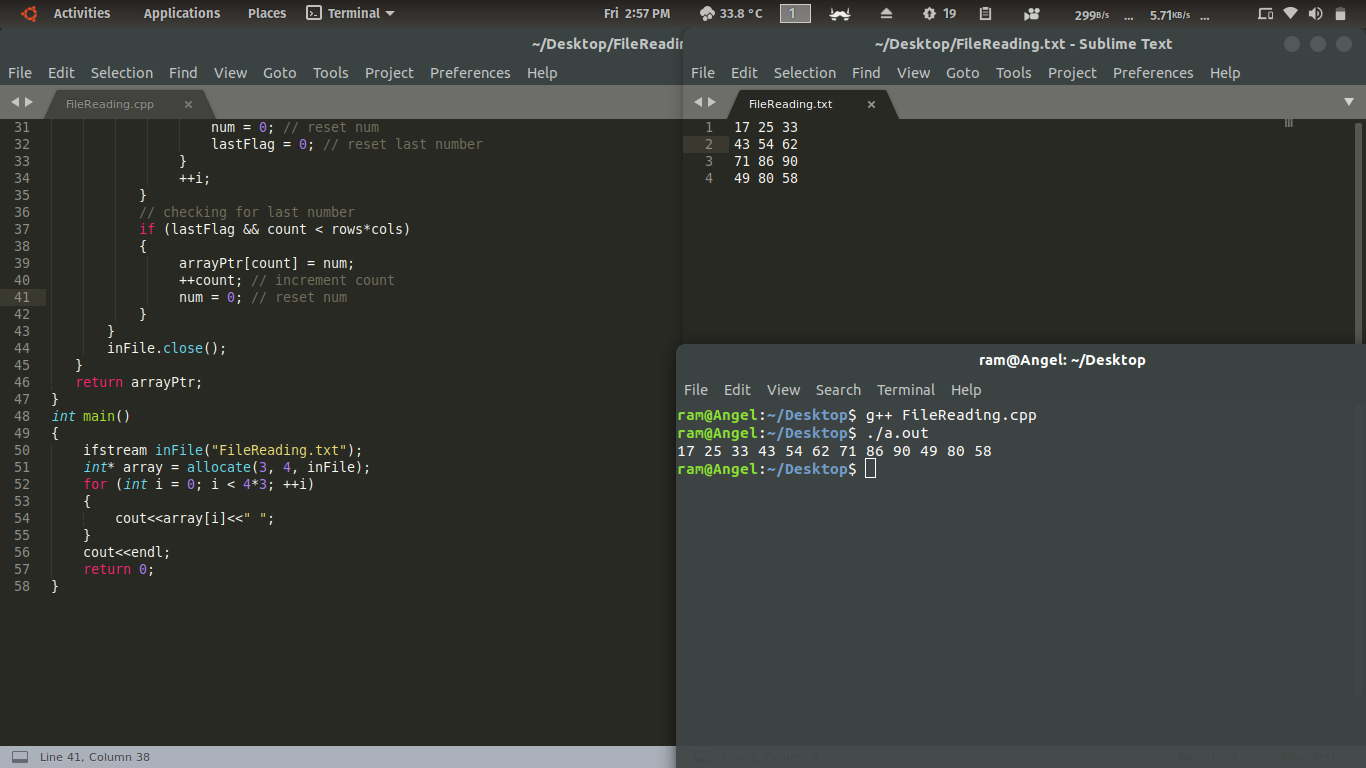 Activities Applications Places Terminal Fri 2:57 PM 33.8 °C 1 19 299B/s ... 5.71KB/s ...
~/Desktop/FileReadin
File Edit Selection Find View Goto Tools Project Preferences Help
FileReading.cpp ×
31 num = 0; // reset num
32 lastFlag = 0; // reset last number
33 }
34 ++i;
35 }
36 // checking for last number
37 if (lastFlag && count < rows*cols)
38 {
39 arrayPtr[count] = num;
40 ++count; // increment count
41 num = 0; // reset num
42 }
43 }
44 inFile.close();
45 }
46 return arrayPtr;
47 }
48 int main()
49 {
50 ifstream inFile("FileReading.txt");
51 int* array = allocate(3, 4, inFile);
52 for (int i = 0; i < 4*3; ++i)
53 {
54 cout<<array[i]<<" ";
55 }
56 cout<<endl;
57 return 0;
58 }
Line 41, Column 38
~/Desktop/FileReading.txt - Sublime Text
File Edit Selection Find View Goto Tools Project Preferences Help
FileReading.txt ×
1 17 25 33
2 43 54 62
3 71 86 90
4 49 80 58
ram@Angel: ~/Desktop
File Edit View Search Terminal Help
ram@Angel:~/Desktop$ g++ FileReading.cpp
ram@Angel:~/Desktop$ ./a.out
17 25 33 43 54 62 71 86 90 49 80 58
ram@Angel:~/Desktop$